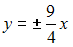 y = ± 9/4 x